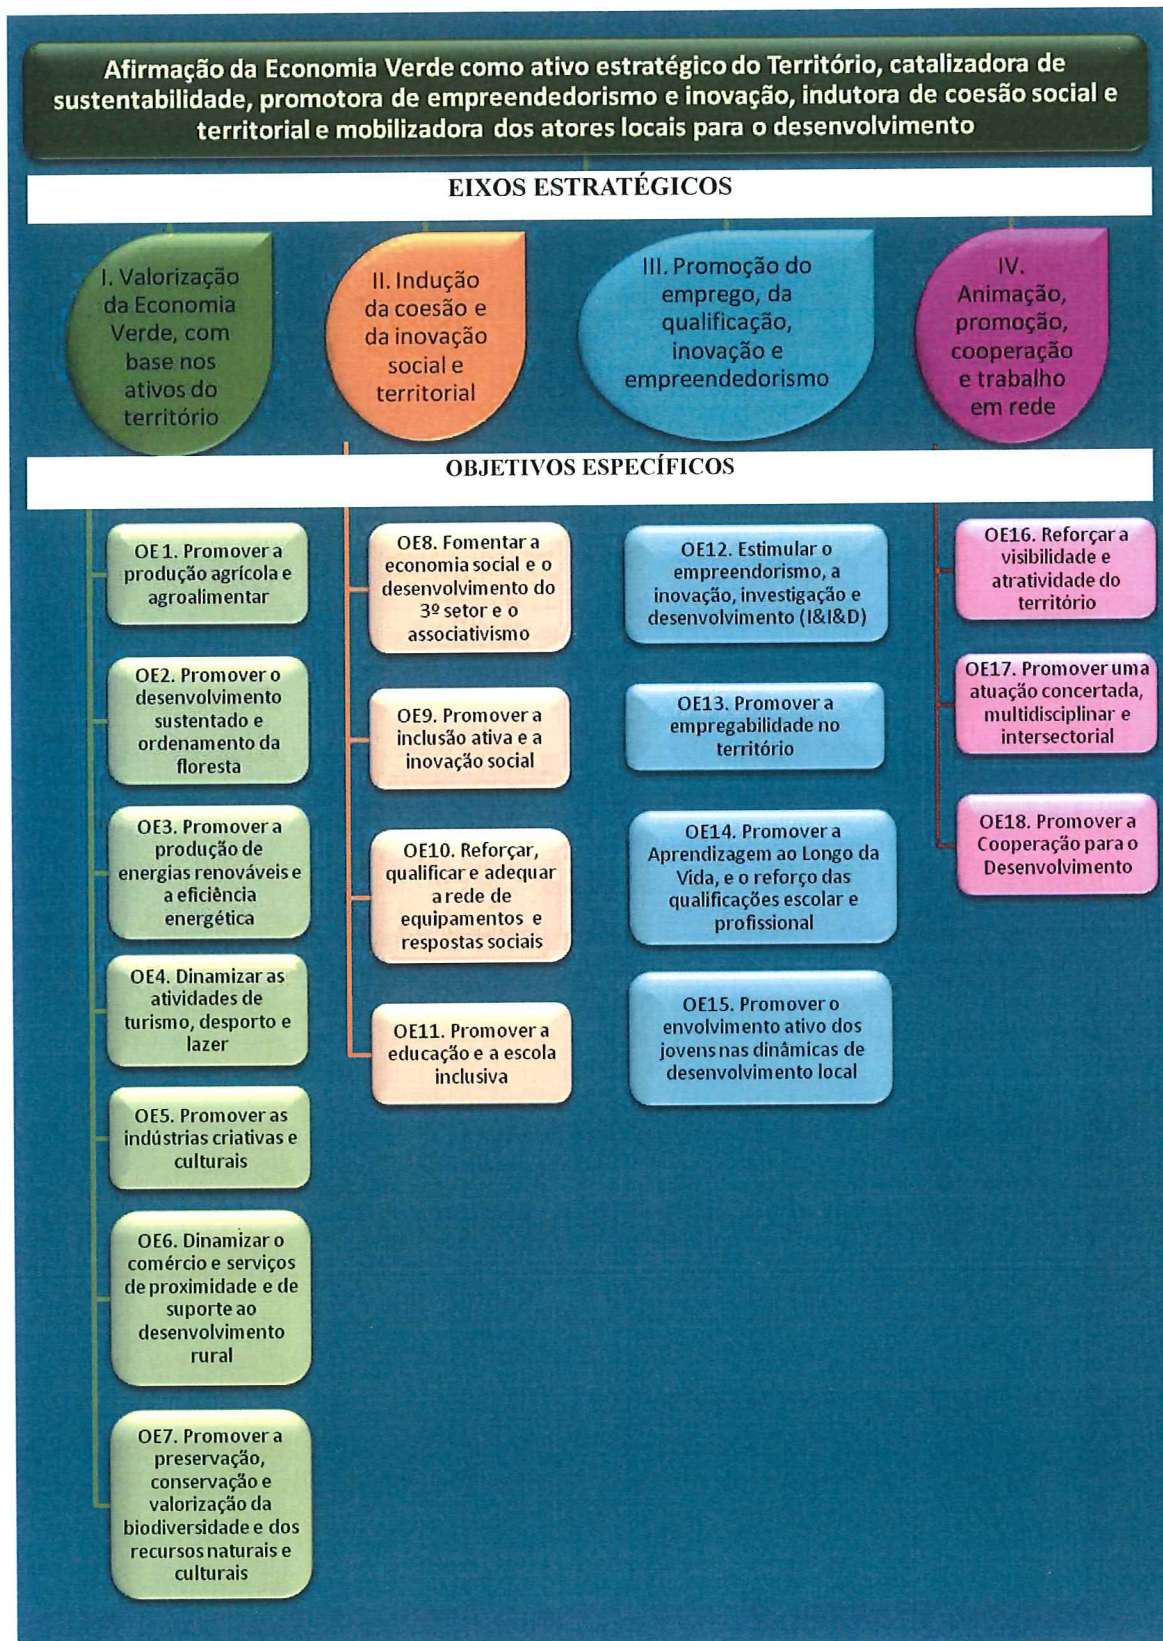 Afirmação da Economia Verde como ativo estratégico do Território, catalizadora de
sustentabilidade, promotora de empreendedorismo e inovação, indutora de coesão social e
territorial e mobilizadora dos atores locais para o desenvolvimento
EIXOS ESTRATÉGICOS
I. Valorização
da Economia
Verde, com
base nos
ativos do
território
II. Indução
da coesão e
da inovação
social e
territorial
III. Promoção do
emprego, da
qualificação,
inovação e
empreendedorismo
IV.
Animação,
promoção,
cooperação
e trabalho
em rede
OBJETIVOS ESPECÍFICOS
OE1. Promover a
produção agrícola e
agroalimentar
OE2. Promover o
desenvolvimento
sustentado e
ordenamento da
floresta
OE3. Promover a
produção de
energias renováveis e
a eficiência
energética
OE4. Dinamizar as
atividades de
turismo, desporto e
lazer
OE5. Promover as
indústrias criativas e
culturais
OE6. Dinamizar o
comércio e serviços
de proximidade e de
suporte ao
desenvolvimento
rural
OE7. Promover a
preservação,
conservação e
valorização da
biodiversidade e dos
recursos naturais e
culturais
OE8. Fomentar a
economia social e o
desenvolvimento do
3º setor e o
associativismo
OE9. Promover a
inclusão ativa e a
inovação social
OE10. Reforçar,
qualificar e adequar
a rede de
equipamentos e
respostas sociais
OE11. Promover a
educação e a escola
inclusiva
OE12. Estimular o
empreendorismo, a
inovação, investigação e
desenvolvimento (I&I&D)
OE13. Promover a
empregabilidade no
território
OE14. Promover a
Aprendizagem ao Longo da
Vida, e o reforço das
qualificações escolar e
profissional
OE15. Promover o
envolvimento ativo dos
jovens nas dinâmicas de
desenvolvimento local
OE16. Reforçar a
visibilidade e
atratividade do
território
OE17. Promover uma
atuação concertada,
multidisciplinar e
intersectorial
OE18. Promover a
Cooperação para o
Desenvolvimento